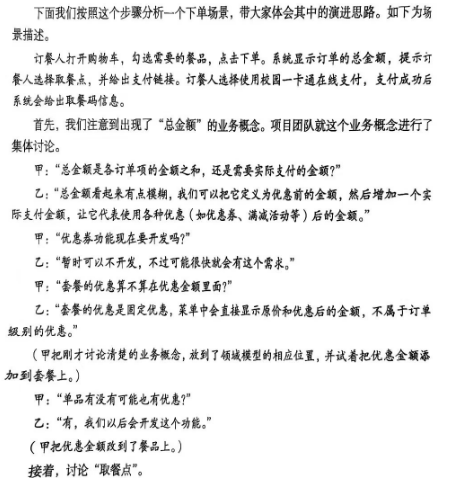 下面我们按照这个步骤分析一个下单场景，带大家体会其中的演进思路。如下为场
景描述。
订餐人打开购物车，勾选需要的餐品，点击下单。系统显示订单的总金额，提示订
餐人选择取餐点，并给出支付链接。订餐人选择使用校园一卡通在线支付，支付成功后
系统会给出取餐码信息。
首先，我们注意到出现了“总金额”的业务概念。项目团队就这个业务概念进行了
集体讨论。
甲：“总金额是各订单项的金额之和，还是需要实际支付的金额？”
乙：“总金额看起来有点模糊，我们可以把它定义为优惠前的金额，然后增加一个实
际支付金额，让它代表使用各种优惠（如优惠券、满减活动等）后的金额。”
甲：“优惠券功能现在要开发吗？”
乙：“暂时可以不开发，不过可能很快就会有这个需求。”
甲：“套餐的优惠算不算在优惠金额里面？”
乙：“套餐的优惠是固定优惠，菜单中会直接显示原价和优惠后的金额，不属于订单
级别的优惠。”
（甲把刚才讨论清楚的业务概念，放到了领域模型的相应位置，并试着把优惠金额添
加到套餐上。）
甲：“单品有没有可能也有优惠？”
乙：“有，我们以后会开发这个功能。”
（甲把优惠金额改到了餐品上。）
接着，讨论“取餐点”。